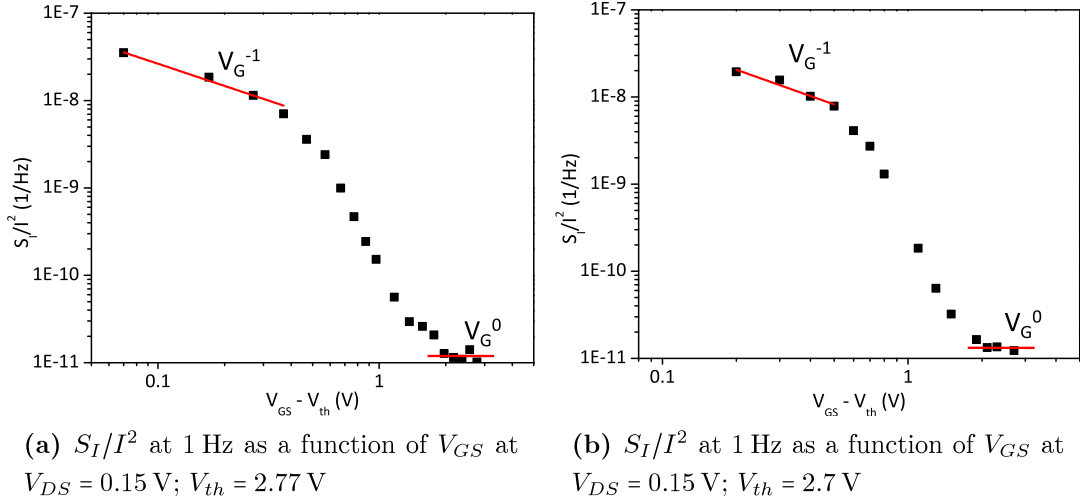 1E-7
1E-8
1E-9
1E-10
1E-11
S_I/I^2 (1/Hz)
V_G^-1
V_G^0
0.1 1
V_GS - V_th (V)
(a) S_I/I^2 at 1 Hz as a function of V_GS at
V_DS = 0.15 V; V_th = 2.77 V
1E-7
1E-8
1E-9
1E-10
1E-11
S_I/I^2 (1/Hz)
V_G^-1
V_G^0
0.1 1
V_GS - V_th (V)
(b) S_I/I^2 at 1 Hz as a function of V_GS at
V_DS = 0.15 V; V_th = 2.7 V